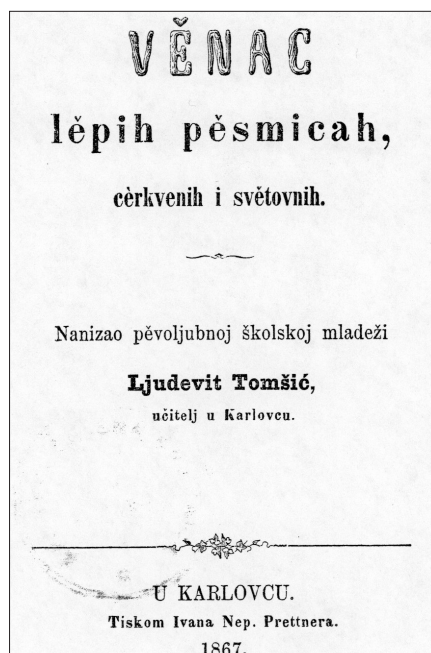 VĚNAC
lěpih pěsmicah,
cèrkvenih i světovnih.
Nanizao pěvoljubnoj školskoj mladeži
Ljudevit Tomšić,
učitelj u Karlovcu.
U KARLOVCU.
Tiskom Ivana Nep. Prettnera.
1867.